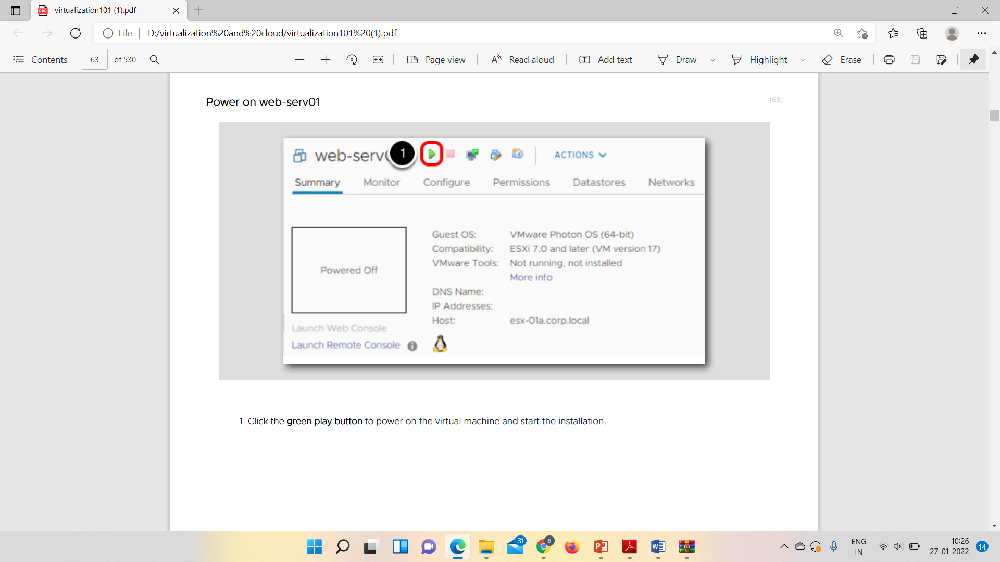 virtualization101 (1).pdf
File
D:/virtualization%20and%20cloud/virtualization101%20(1).pdf
Contents
63
of 530
Page view
Read aloud
Add text
Draw
Highlight
Erase
Power on web-serv01
[68]
web-serv
1
ACTIONS
Summary Monitor Configure Permissions Datastores Networks
Powered Off
Guest OS: VMware Photon OS (64-bit)
Compatibility: ESXi 7.0 and later (VM version 17)
VMware Tools: Not running, not installed
More info
DNS Name:
IP Addresses:
Host: esx-01a.corp.local
Launch Web Console
Launch Remote Console
1. Click the green play button to power on the virtual machine and start the installation.
31
B
ENG
IN
10:26
27-01-2022
14